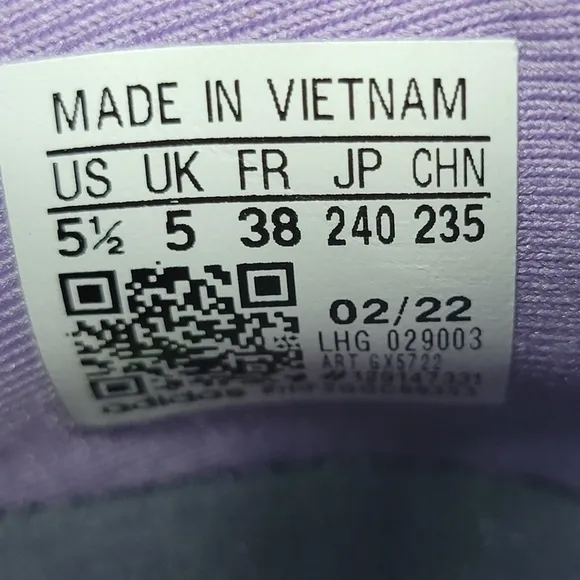 MADE IN VIETNAM
US UK FR JP CHN
5½ 5 38 240 235
02/22
LHG 029003
ART GX5722
adidas